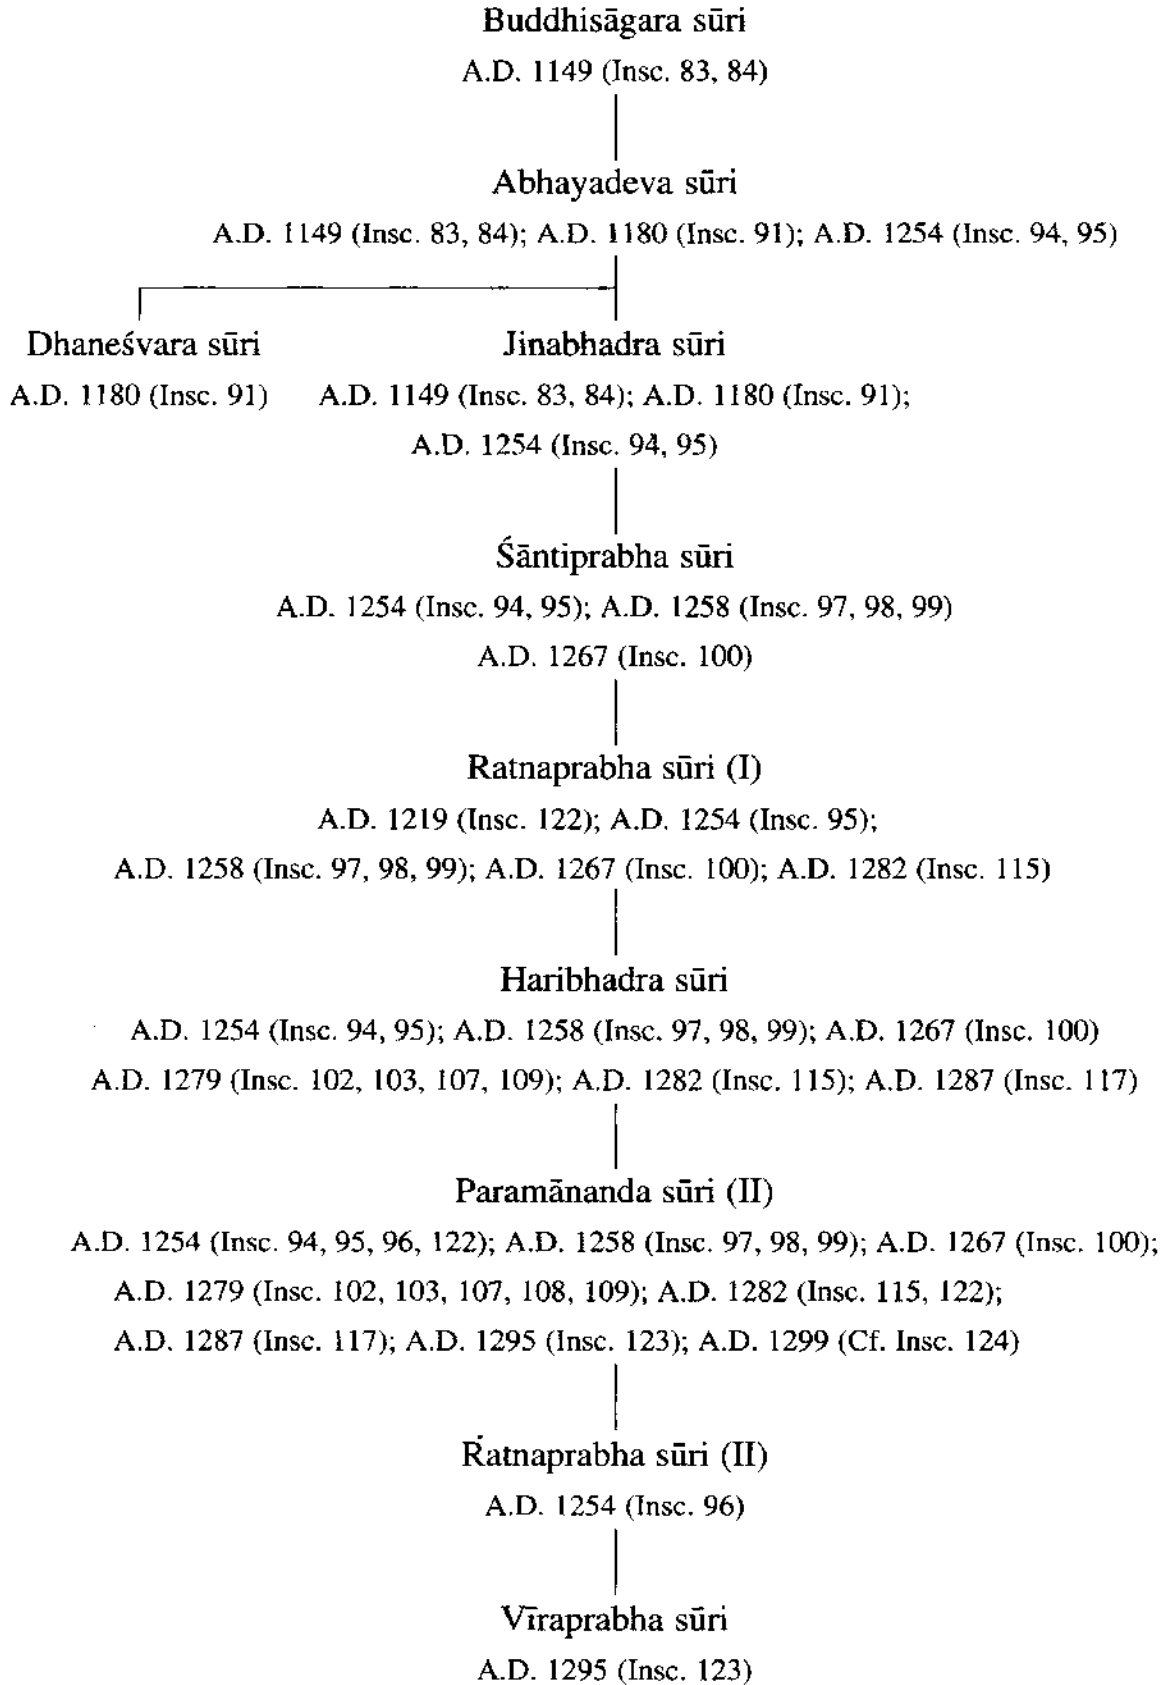 Buddhisāgara sūri
A.D. 1149 (Insc. 83, 84)
Abhayadeva sūri
A.D. 1149 (Insc. 83, 84); A.D. 1180 (Insc. 91); A.D. 1254 (Insc. 94, 95)
Dhaneśvara sūri
A.D. 1180 (Insc. 91)
Jinabhadra sūri
A.D. 1149 (Insc. 83, 84); A.D. 1180 (Insc. 91);
A.D. 1254 (Insc. 94, 95)
Śāntiprabha sūri
A.D. 1254 (Insc. 94, 95); A.D. 1258 (Insc. 97, 98, 99)
A.D. 1267 (Insc. 100)
Ratnaprabha sūri (I)
A.D. 1219 (Insc. 122); A.D. 1254 (Insc. 95);
A.D. 1258 (Insc. 97, 98, 99); A.D. 1267 (Insc. 100); A.D. 1282 (Insc. 115)
Haribhadra sūri
A.D. 1254 (Insc. 94, 95); A.D. 1258 (Insc. 97, 98, 99); A.D. 1267 (Insc. 100)
A.D. 1279 (Insc. 102, 103, 107, 109); A.D. 1282 (Insc. 115); A.D. 1287 (Insc. 117)
Paramānanda sūri (II)
A.D. 1254 (Insc. 94, 95, 96, 122); A.D. 1258 (Insc. 97, 98, 99); A.D. 1267 (Insc. 100);
A.D. 1279 (Insc. 102, 103, 107, 108, 109); A.D. 1282 (Insc. 115, 122);
A.D. 1287 (Insc. 117); A.D. 1295 (Insc. 123); A.D. 1299 (Cf. Insc. 124)
Ratnaprabha sūri (II)
A.D. 1254 (Insc. 96)
Vīraprabha sūri
A.D. 1295 (Insc. 123)